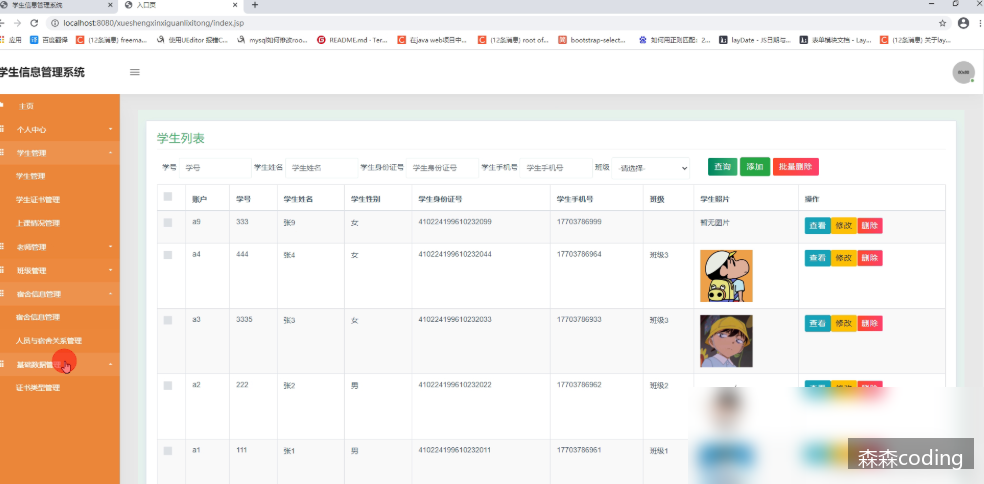 学生信息管理系统 入口页
localhost:8080/xueshengxinxiguanlixitong/index.jsp
应用 百度翻译 (12条消息) freema... 使用UEditor 报错C... mysql如何修改roo... README.md · Ter... 在java web项目中... (12条消息) root of... bootstrap-select... 如何用正则匹配：2... layDate - JS日期与... 表单模块文档 - Lay... (12条消息) 关于lay...
学生信息管理系统
主页
个人中心
学生管理
学生管理
学生证书管理
上课情况管理
老师管理
班级管理
宿舍信息管理
宿舍信息管理
人员与宿舍关系管理
基础数据管理
证书类型管理
学生列表
学号 学号 学生姓名 学生姓名 学生身份证号 学生身份证号 学生手机号 学生手机号 班级 -请选择- 查询 添加 批量删除
账户 学号 学生姓名 学生性别 学生身份证号 学生手机号 班级 学生照片 操作
a9 333 张9 女 410224199610232099 17703786999 暂无图片 查看 修改 删除
a4 444 张4 女 410224199610232044 17703786964 班级3 查看 修改 删除
a3 3335 张3 女 410224199610232033 17703786933 班级3 查看 修改 删除
a2 222 张2 男 410224199610232022 17703786962 班级2
a1 111 张1 男 410224199610232011 17703786961 班级1
森森coding